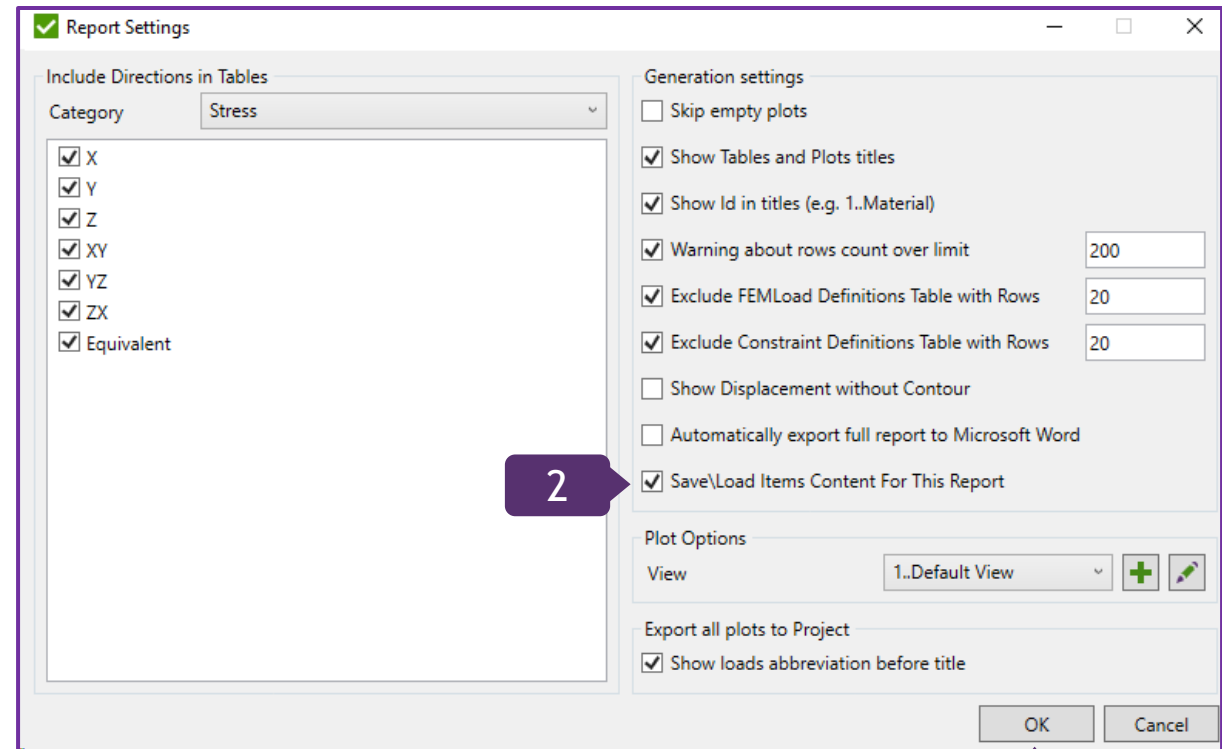 Report Settings
Include Directions in Tables
Category
Stress
X
Y
Z
XY
YZ
ZX
Equivalent
Generation settings
Skip empty plots
Show Tables and Plots titles
Show Id in titles (e.g. 1..Material)
Warning about rows count over limit
200
Exclude FEMLoad Definitions Table with Rows
20
Exclude Constraint Definitions Table with Rows
20
Show Displacement without Contour
Automatically export full report to Microsoft Word
2
Save\Load Items Content For This Report
Plot Options
View
1..Default View
Export all plots to Project
Show loads abbreviation before title
OK
Cancel